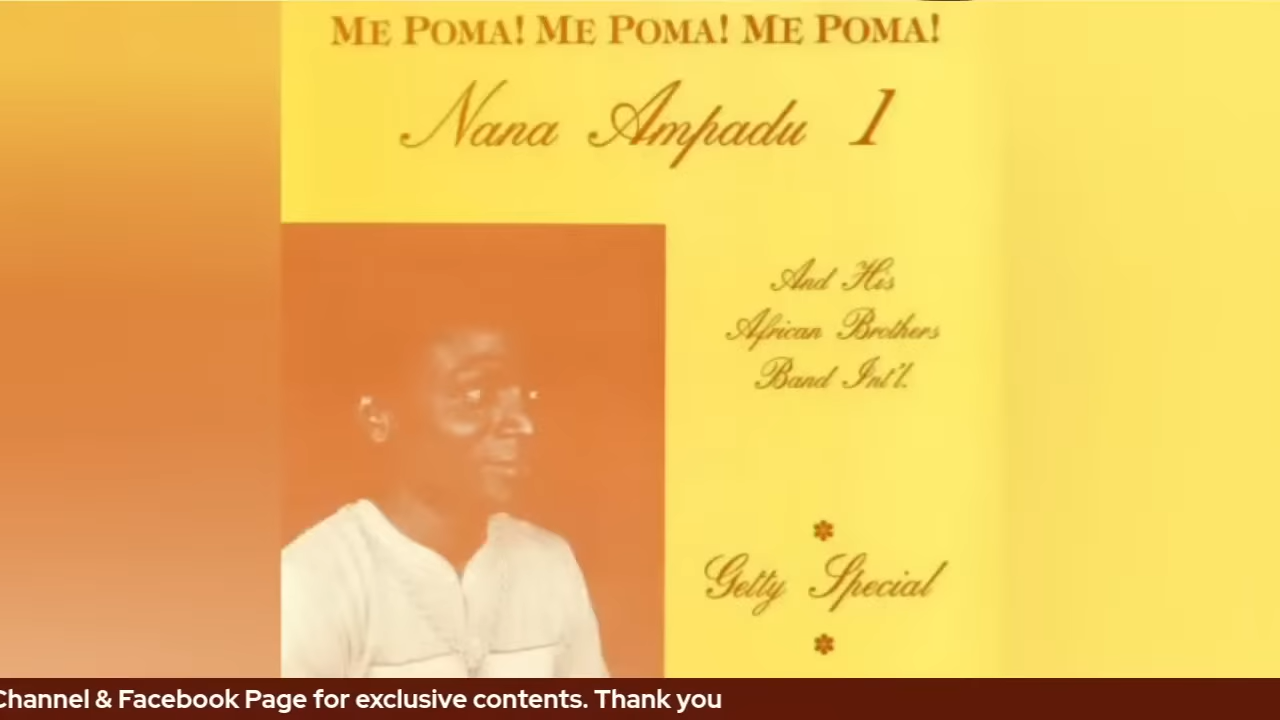 ME POMA! ME POMA! ME POMA!
Nana Ampadu 1
And His
African Brothers
Band Int'l.
Getty Special
Channel & Facebook Page for exclusive contents. Thank you